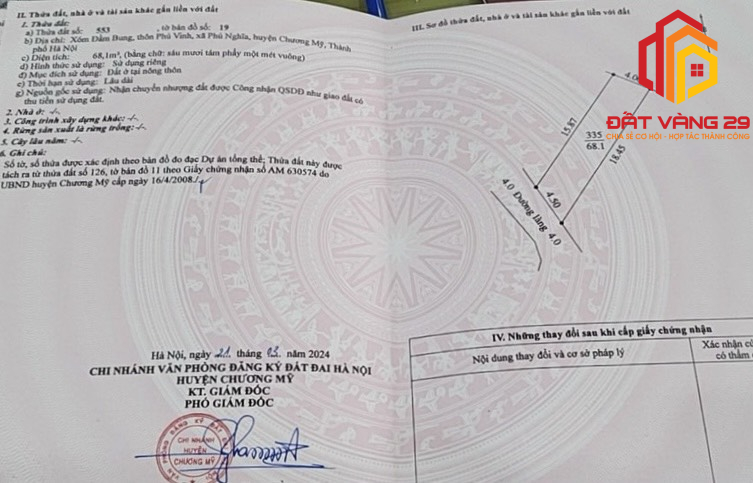 II. Thửa đất, nhà ở và tài sản khác gắn liền với đất
1. Thửa đất:
a) Thửa đất số: 553 , tờ bản đồ số: 19
b) Địa chỉ: Xóm Đầm Bung, thôn Phú Vinh, xã Phú Nghĩa, huyện Chương Mỹ, Thành
phố Hà Nội
c) Diện tích: 68,1m², (bằng chữ: sáu mươi tám phẩy một mét vuông)
d) Hình thức sử dụng: Sử dụng riêng
đ) Mục đích sử dụng: Đất ở tại nông thôn
e) Thời hạn sử dụng: Lâu dài
g) Nguồn gốc sử dụng: Nhận chuyển nhượng đất được Công nhận QSDĐ như giao đất có
thu tiền sử dụng đất.
2. Nhà ở: -/-
3. Công trình xây dựng khác: -/-
4. Rừng sản xuất là rừng trồng: -/-
5. Cây lâu năm: -/-
6. Ghi chú:
Số tờ, số thửa được xác định theo bản đồ đo đạc Dự án tổng thể; Thửa đất này được
tách ra từ thửa đất số 126, tờ bản đồ 11 theo Giấy chứng nhận số AM 630574 do
UBND huyện Chương Mỹ cấp ngày 16/4/2008./
Hà Nội, ngày 21 tháng 03 năm 2024
CHI NHÁNH VĂN PHÒNG ĐĂNG KÝ ĐẤT ĐAI HÀ NỘI
HUYỆN CHƯƠNG MỸ
KT. GIÁM ĐỐC
PHÓ GIÁM ĐỐC
CHI NHÁNH
HUYỆN
CHƯƠNG MỸ
III. Sơ đồ thửa đất, nhà ở và tài sản khác gắn liền với đất
ĐẤT VÀNG 29
CHIA SẺ CƠ HỘI - HỢP TÁC THÀNH CÔNG
15.87
335
68.1
18.45
4.50
4.0 Đường làng 4.0
IV. Những thay đổi sau khi cấp giấy chứng nhận
Nội dung thay đổi và cơ sở pháp lý
Xác nhận
có thẩm